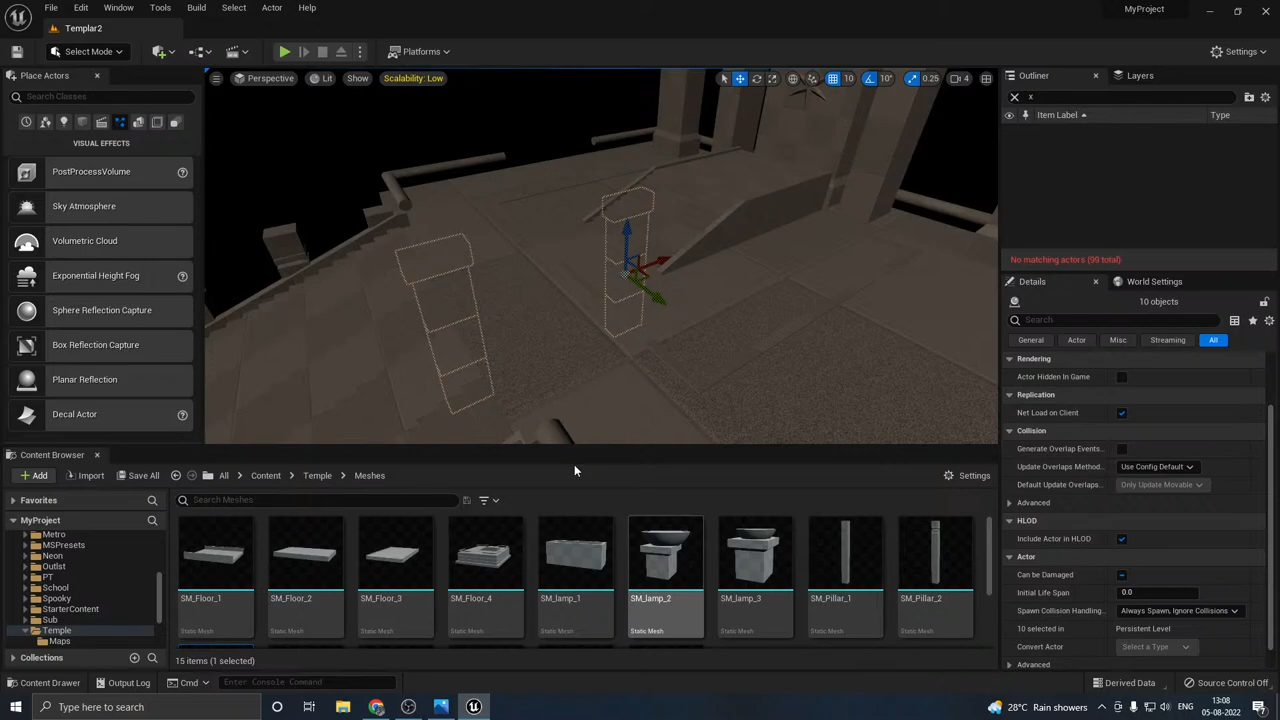 File Edit Window Tools Build Select Actor Help
MyProject
Templar2
Select Mode
Platforms
Settings
Place Actors
Search Classes
VISUAL EFFECTS
PostProcessVolume
Sky Atmosphere
Volumetric Cloud
Exponential Height Fog
Sphere Reflection Capture
Box Reflection Capture
Planar Reflection
Decal Actor
Perspective Lit Show Scalability: Low
10 10° 0.25 4
Outliner Layers
x
Item Label Type
No matching actors (99 total)
Details World Settings
10 objects
Search
General Actor Misc Streaming All
Rendering
Actor Hidden In Game
Replication
Net Load on Client
Collision
Generate Overlap Events...
Update Overlaps Method... Use Config Default
Default Update Overlaps... Only Update Movable
Advanced
HLOD
Include Actor in HLOD
Actor
Can be Damaged
Initial Life Span 0.0
Spawn Collision Handling... Always Spawn, Ignore Collisions
10 selected in Persistent Level
Convert Actor Select a Type
Advanced
Content Browser
Add Import Save All All Content Temple Meshes Settings
Favorites
MyProject
Metro
MSPresets
Neon
Outlst
PT
School
Spooky
StarterContent
Sub
Temple
Maps
Collections
Search Meshes
SM_Floor_1 SM_Floor_2 SM_Floor_3 SM_Floor_4 SM_lamp_1 SM_lamp_2 SM_lamp_3 SM_Pillar_1 SM_Pillar_2
Static Mesh Static Mesh Static Mesh Static Mesh Static Mesh Static Mesh Static Mesh Static Mesh Static Mesh
15 items (1 selected)
Content Drawer Output Log Cmd Enter Console Command Derived Data Source Control Off
Type here to search
28°C Rain showers
13:08
05-08-2022